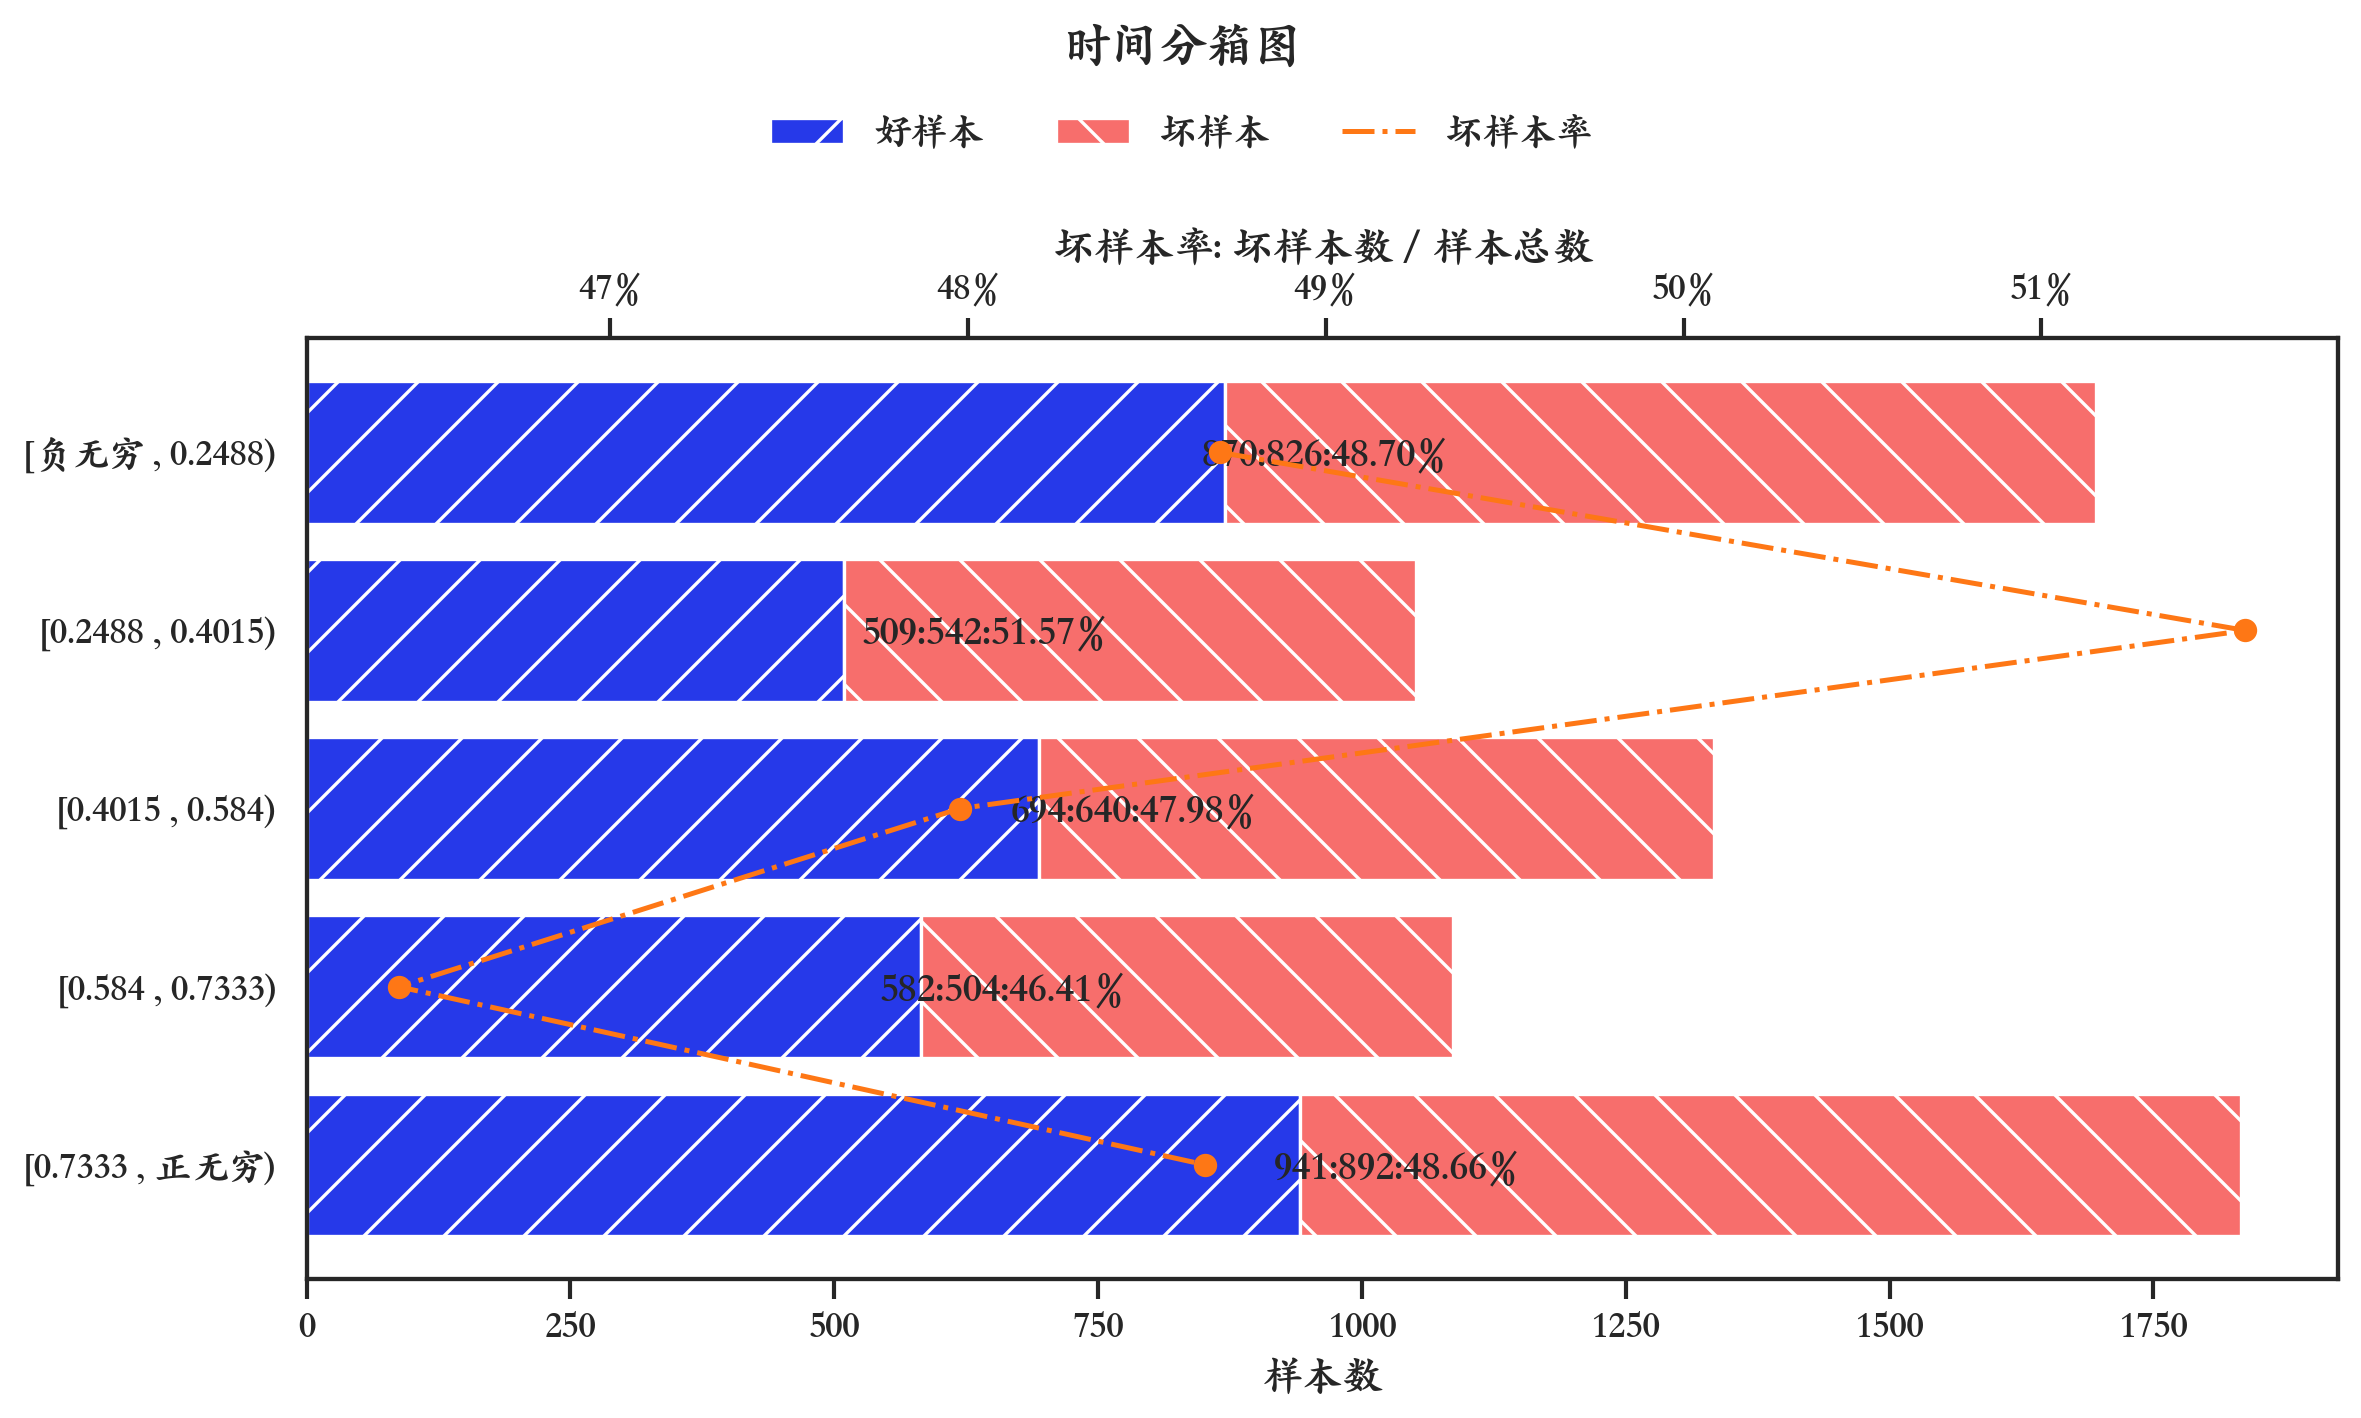 时间分箱图
好样本 坏样本 坏样本率
坏样本率: 坏样本数 / 样本总数
47% 48% 49% 50% 51%
[负无穷 , 0.2488) 870:826:48.70%
[0.2488 , 0.4015) 509:542:51.57%
[0.4015 , 0.584) 694:640:47.98%
[0.584 , 0.7333) 582:504:46.41%
[0.7333 , 正无穷) 941:892:48.66%
0 250 500 750 1000 1250 1500 1750
样本数